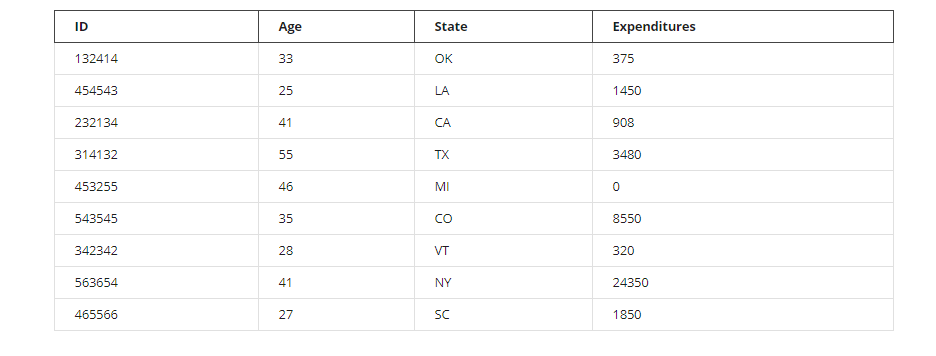 ID Age State Expenditures
132414 33 OK 375
454543 25 LA 1450
232134 41 CA 908
314132 55 TX 3480
453255 46 MI 0
543545 35 CO 8550
342342 28 VT 320
563654 41 NY 24350
465566 27 SC 1850